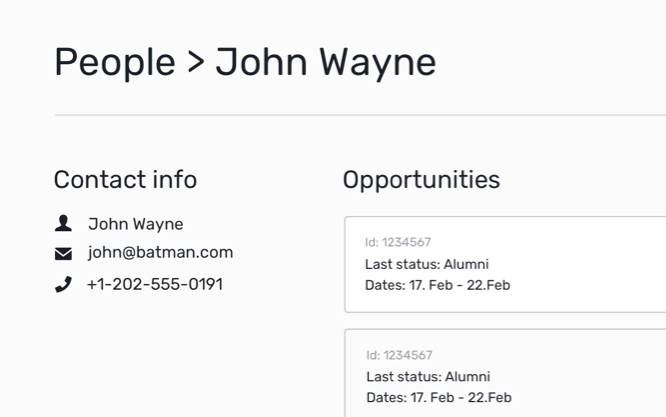 People > John Wayne
Contact info
John Wayne
john@batman.com
+1-202-555-0191
Opportunities
Id: 1234567
Last status: Alumni
Dates: 17. Feb - 22.Feb
Id: 1234567
Last status: Alumni
Dates: 17. Feb - 22.Feb